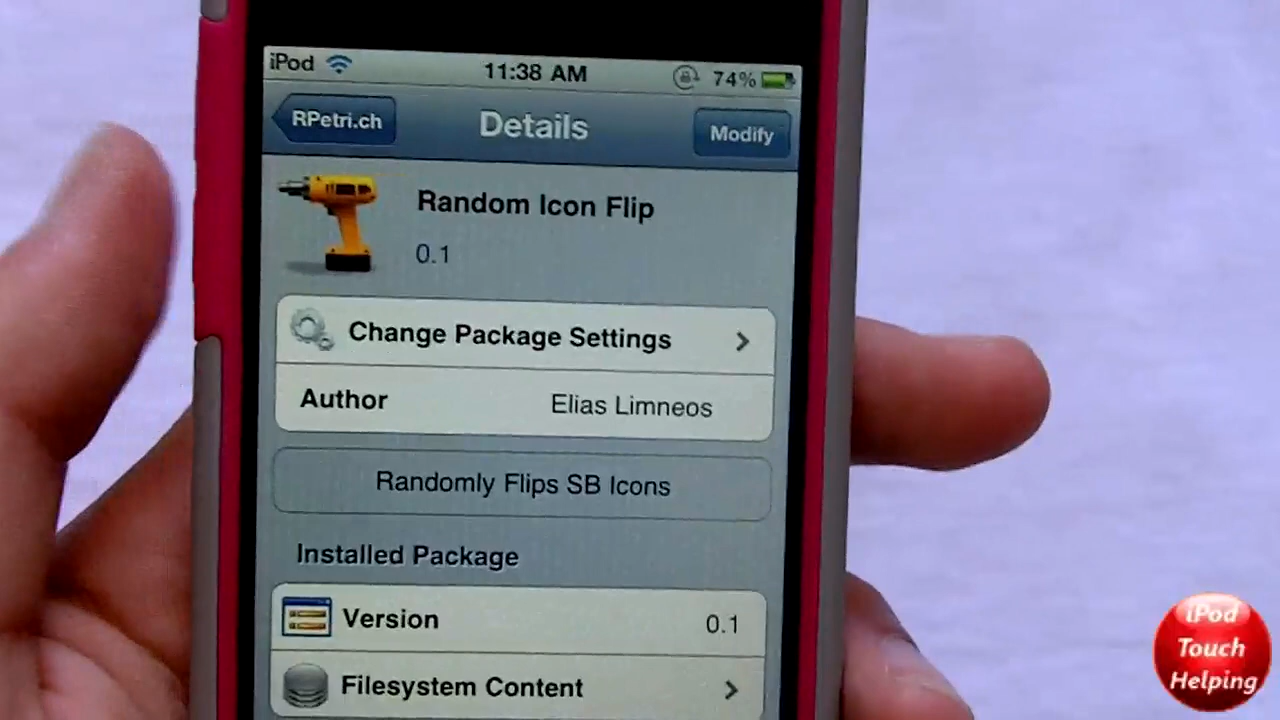 iPod 11:38 AM 74%
RPetri.ch Details Modify
Random Icon Flip
0.1
Change Package Settings
Author Elias Limneos
Randomly Flips SB Icons
Installed Package
Version 0.1
Filesystem Content
iPod
Touch
Helping